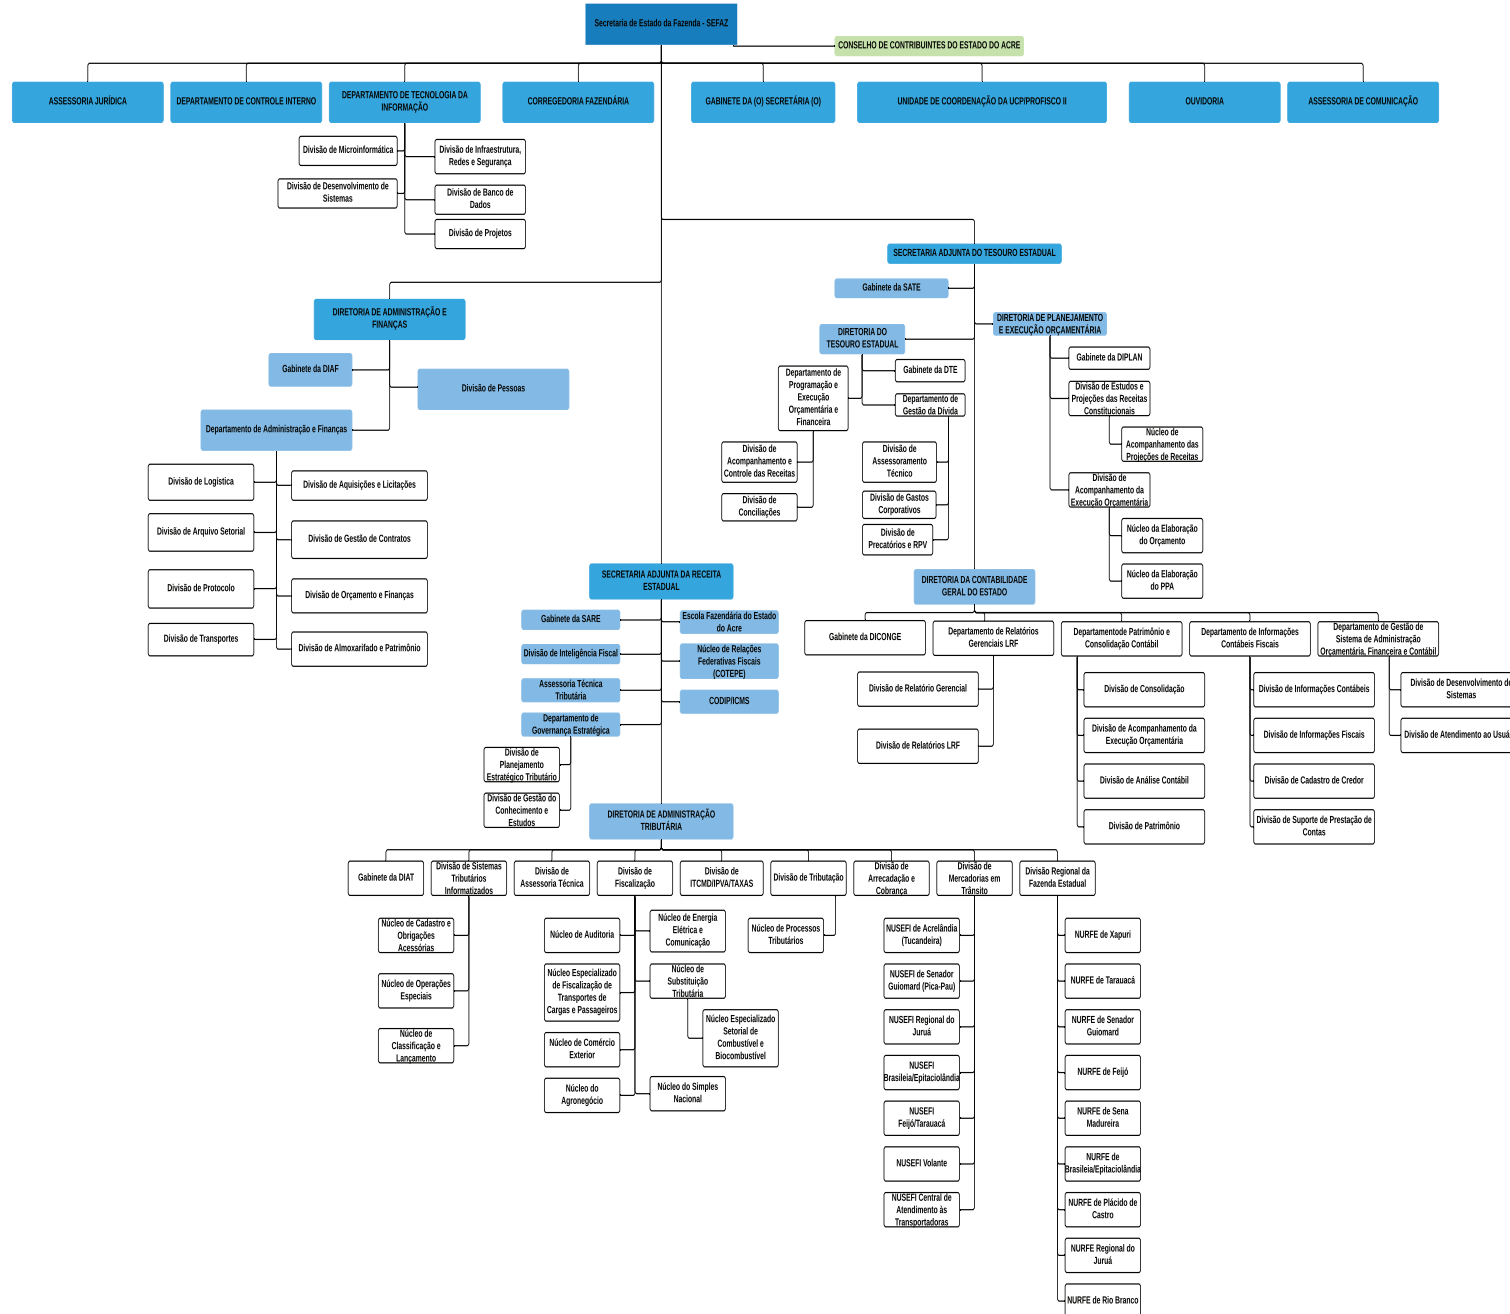 Secretaria de Estado da Fazenda - SEFAZ
CONSELHO DE CONTRIBUINTES DO ESTADO DO ACRE
ASSESSORIA JURÍDICA
DEPARTAMENTO DE CONTROLE INTERNO
DEPARTAMENTO DE TECNOLOGIA DA
INFORMAÇÃO
CORREGEDORIA FAZENDÁRIA
GABINETE DA (O) SECRETÁRIA (O)
UNIDADE DE COORDENAÇÃO DA UCP/PROFISCO II
OUVIDORIA
ASSESSORIA DE COMUNICAÇÃO
Divisão de Microinformática
Divisão de Infraestrutura,
Redes e Segurança
Divisão de Desenvolvimento de
Sistemas
Divisão de Banco de
Dados
Divisão de Projetos
SECRETARIA ADJUNTA DO TESOURO ESTADUAL
Gabinete da SATE
DIRETORIA DE PLANEJAMENTO
E EXECUÇÃO ORÇAMENTÁRIA
DIRETORIA DO
TESOURO ESTADUAL
Gabinete da DIPLAN
Gabinete da DTE
Departamento de
Programação e
Execução
Orçamentária e
Financeira
Departamento de
Gestão da Dívida
Divisão de Estudos e
Projeções das Receitas
Constitucionais
Núcleo de
Acompanhamento das
Projeções de Receitas
Divisão de
Acompanhamento e
Controle das Receitas
Divisão de
Conciliações
Divisão de
Assessoramento
Técnico
Divisão de Gastos
Corporativos
Divisão de
Precatórios e RPV
Divisão de
Acompanhamento da
Execução Orçamentária
Núcleo da Elaboração
do Orçamento
Núcleo da Elaboração
do PPA
DIRETORIA DE ADMINISTRAÇÃO E
FINANÇAS
Gabinete da DIAF
Divisão de Pessoas
Departamento de Administração e Finanças
Divisão de Logística
Divisão de Aquisições e Licitações
Divisão de Arquivo Setorial
Divisão de Gestão de Contratos
Divisão de Protocolo
Divisão de Orçamento e Finanças
Divisão de Transportes
Divisão de Almoxarifado e Patrimônio
SECRETARIA ADJUNTA DA RECEITA
ESTADUAL
Gabinete da SARE
Escola Fazendária do Estado
do Acre
Divisão de Inteligência Fiscal
Núcleo de Relações
Federativas Fiscais
(COTEPE)
Assessoria Técnica
Tributária
CODIP/ICMS
Departamento de
Governança Estratégica
Divisão de
Planejamento
Estratégico Tributário
Divisão de Gestão do
Conhecimento e
Estudos
DIRETORIA DA CONTABILIDADE
GERAL DO ESTADO
Gabinete da DICONGE
Departamento de Relatórios
Gerenciais LRF
Departamentode Patrimônio e
Consolidação Contábil
Departamento de Informações
Contábeis Fiscais
Departamento de Gestão de
Sistema de Administração
Orçamentária, Financeira e Contábil
Divisão de Relatório Gerencial
Divisão de Relatórios LRF
Divisão de Consolidação
Divisão de Acompanhamento da
Execução Orçamentária
Divisão de Análise Contábil
Divisão de Patrimônio
Divisão de Informações Contábeis
Divisão de Informações Fiscais
Divisão de Cadastro de Credor
Divisão de Suporte de Prestação de
Contas
Divisão de Desenvolvimento de
Sistemas
Divisão de Atendimento ao Usuá
DIRETORIA DE ADMINISTRAÇÃO
TRIBUTÁRIA
Gabinete da DIAT
Divisão de Sistemas
Tributários
Informatizados
Divisão de
Assessoria Técnica
Divisão de
Fiscalização
Divisão de
ITCMD/IPVA/TAXAS
Divisão de Tributação
Divisão de
Arrecadação e
Cobrança
Divisão de
Mercadorias em
Trânsito
Divisão Regional da
Fazenda Estadual
Núcleo de Cadastro e
Obrigações
Acessórias
Núcleo de Operações
Especiais
Núcleo de
Classificação e
Lançamento
Núcleo de Auditoria
Núcleo Especializado
de Fiscalização de
Transportes de
Cargas e Passageiros
Núcleo de Comércio
Exterior
Núcleo do
Agronegócio
Núcleo de Energia
Elétrica e
Comunicação
Núcleo de
Substituição
Tributária
Núcleo Especializado
Setorial de
Combustível e
Biocombustível
Núcleo do Simples
Nacional
Núcleo de Processos
Tributários
NUSEFI de Acrelândia
(Tucandeira)
NUSEFI de Senador
Guiomard (Pica-Pau)
NUSEFI Regional do
Juruá
NUSEFI
Brasileia/Epitaciolândia
NUSEFI
Feijó/Tarauacá
NUSEFI Volante
NUSEFI Central de
Atendimento às
Transportadoras
NURFE de Xapuri
NURFE de Tarauacá
NURFE de Senador
Guiomard
NURFE de Feijó
NURFE de Sena
Madureira
NURFE de
Brasileia/Epitaciolândia
NURFE de Plácido de
Castro
NURFE Regional do
Juruá
NURFE de Rio Branco